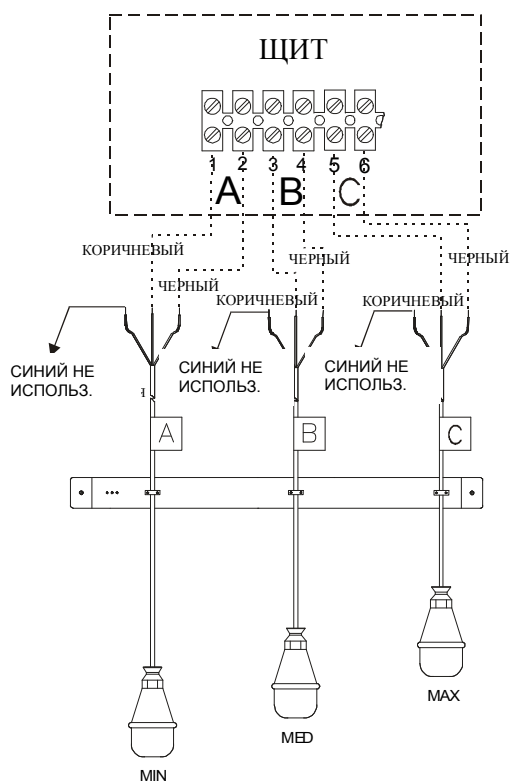 ЩИТ
1 2 3 4 5 6
A B C
КОРИЧНЕВЫЙ
ЧЕРНЫЙ
КОРИЧНЕВЫЙ
ЧЕРНЫЙ
КОРИЧНЕВЫЙ
ЧЕРНЫЙ
СИНИЙ НЕ
ИСПОЛЬЗ.
СИНИЙ НЕ
ИСПОЛЬЗ.
СИНИЙ НЕ
ИСПОЛЬЗ.
A
B
C
MAX
MED
MIN